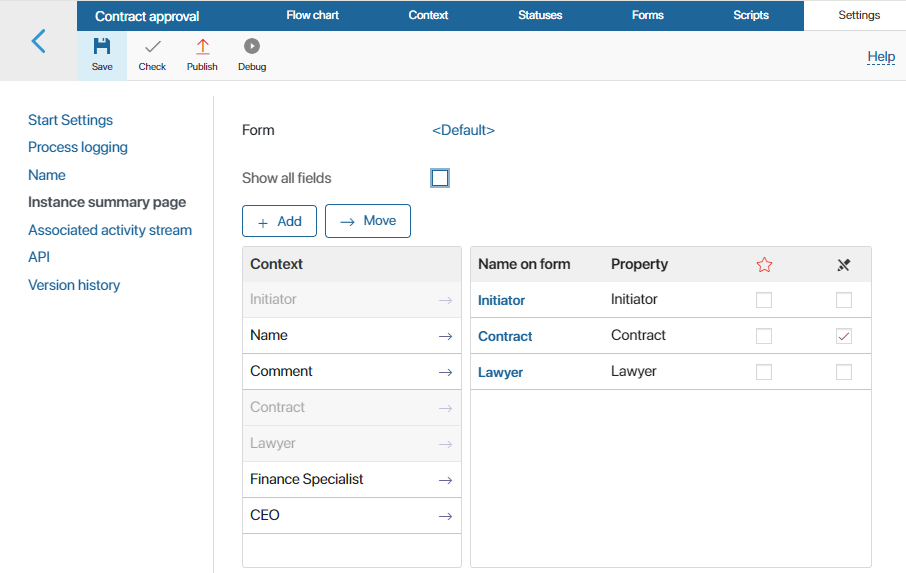 Contract approval
Flow chart
Context
Statuses
Forms
Scripts
Settings
Save
Check
Publish
Debug
Help
Start Settings
Process logging
Name
Instance summary page
Associated activity stream
API
Version history
Form <Default>
Show all fields
+ Add
→ Move
Context
Initiator →
Name →
Comment →
Contract →
Lawyer →
Finance Specialist →
CEO →
Name on form Property
Initiator Initiator
Contract Contract
Lawyer Lawyer